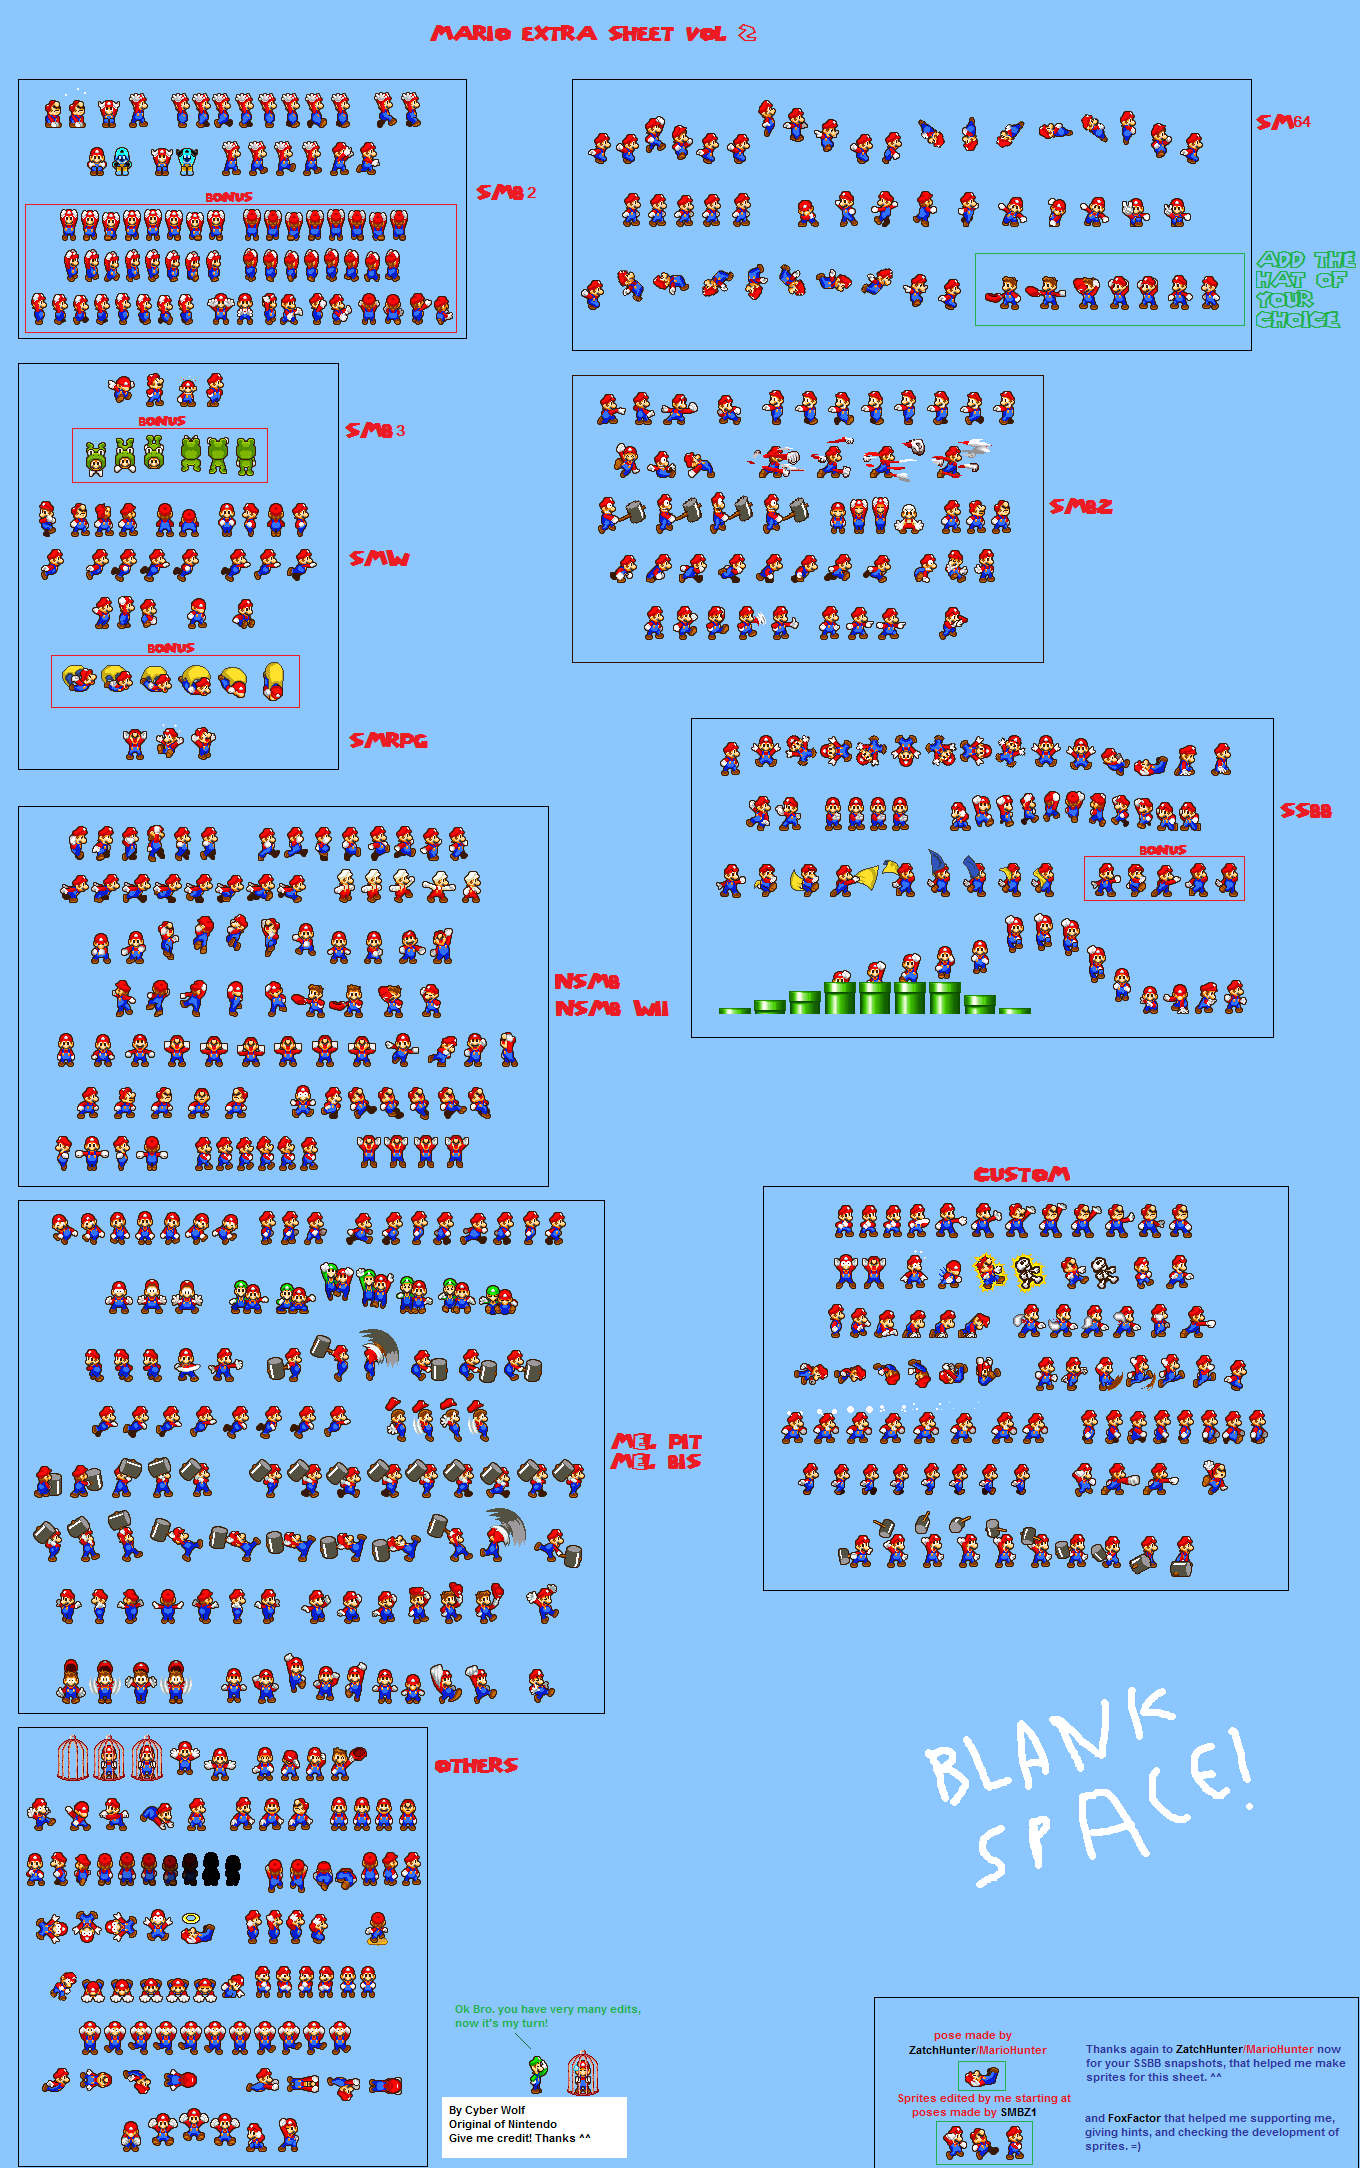 MARIO EXTRA SHEET VOL 2
SM64
SMB2
BONUS
ADD THE
HAT OF
YOUR
CHOICE
SMB3
BONUS
SMBZ
SMW
BONUS
SMRPG
SSBB
BONUS
NSMB
NSMB WII
CUSTOM
MEL PIT
MEL BIS
BLANK
SPACE!
OTHERS
Ok Bro. you have very many edits,
now it's my turn!
By Cyber Wolf
Original of Nintendo
Give me credit! Thanks ^^
pose made by
ZatchHunter/MarioHunter
Sprites edited by me starting at
poses made by SMBZ1
Thanks again to ZatchHunter/MarioHunter now
for your SSBB snapshots, that helped me make
sprites for this sheet. ^^
and FoxFactor that helped me supporting me,
giving hints, and checking the development of
sprites. =)